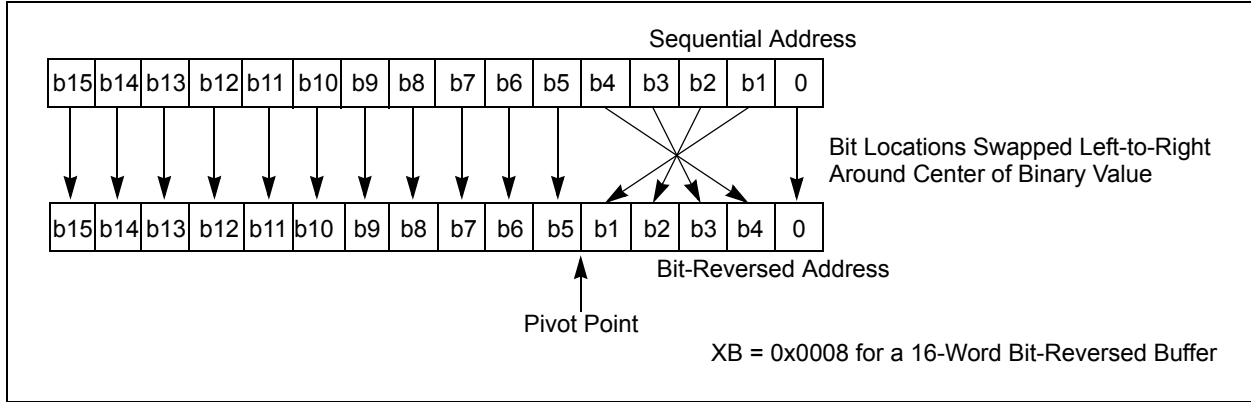 Sequential Address
b15 b14 b13 b12 b11 b10 b9 b8 b7 b6 b5 b4 b3 b2 b1 0
Bit Locations Swapped Left-to-Right
Around Center of Binary Value
b15 b14 b13 b12 b11 b10 b9 b8 b7 b6 b5 b1 b2 b3 b4 0
Bit-Reversed Address
Pivot Point
XB = 0x0008 for a 16-Word Bit-Reversed Buffer